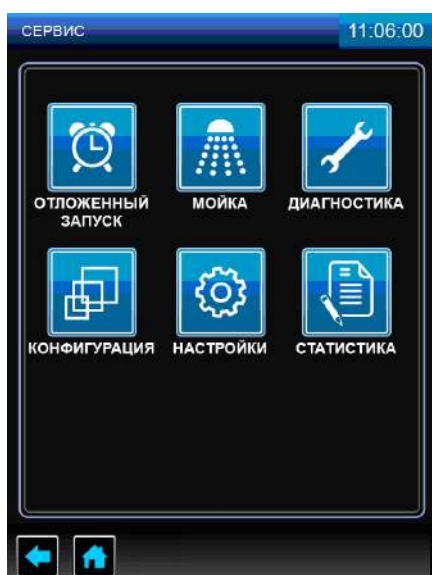 СЕРВИС
11:06:00
ОТЛОЖЕННЫЙ
ЗАПУСК
МОЙКА
ДИАГНОСТИКА
КОНФИГУРАЦИЯ
НАСТРОЙКИ
СТАТИСТИКА